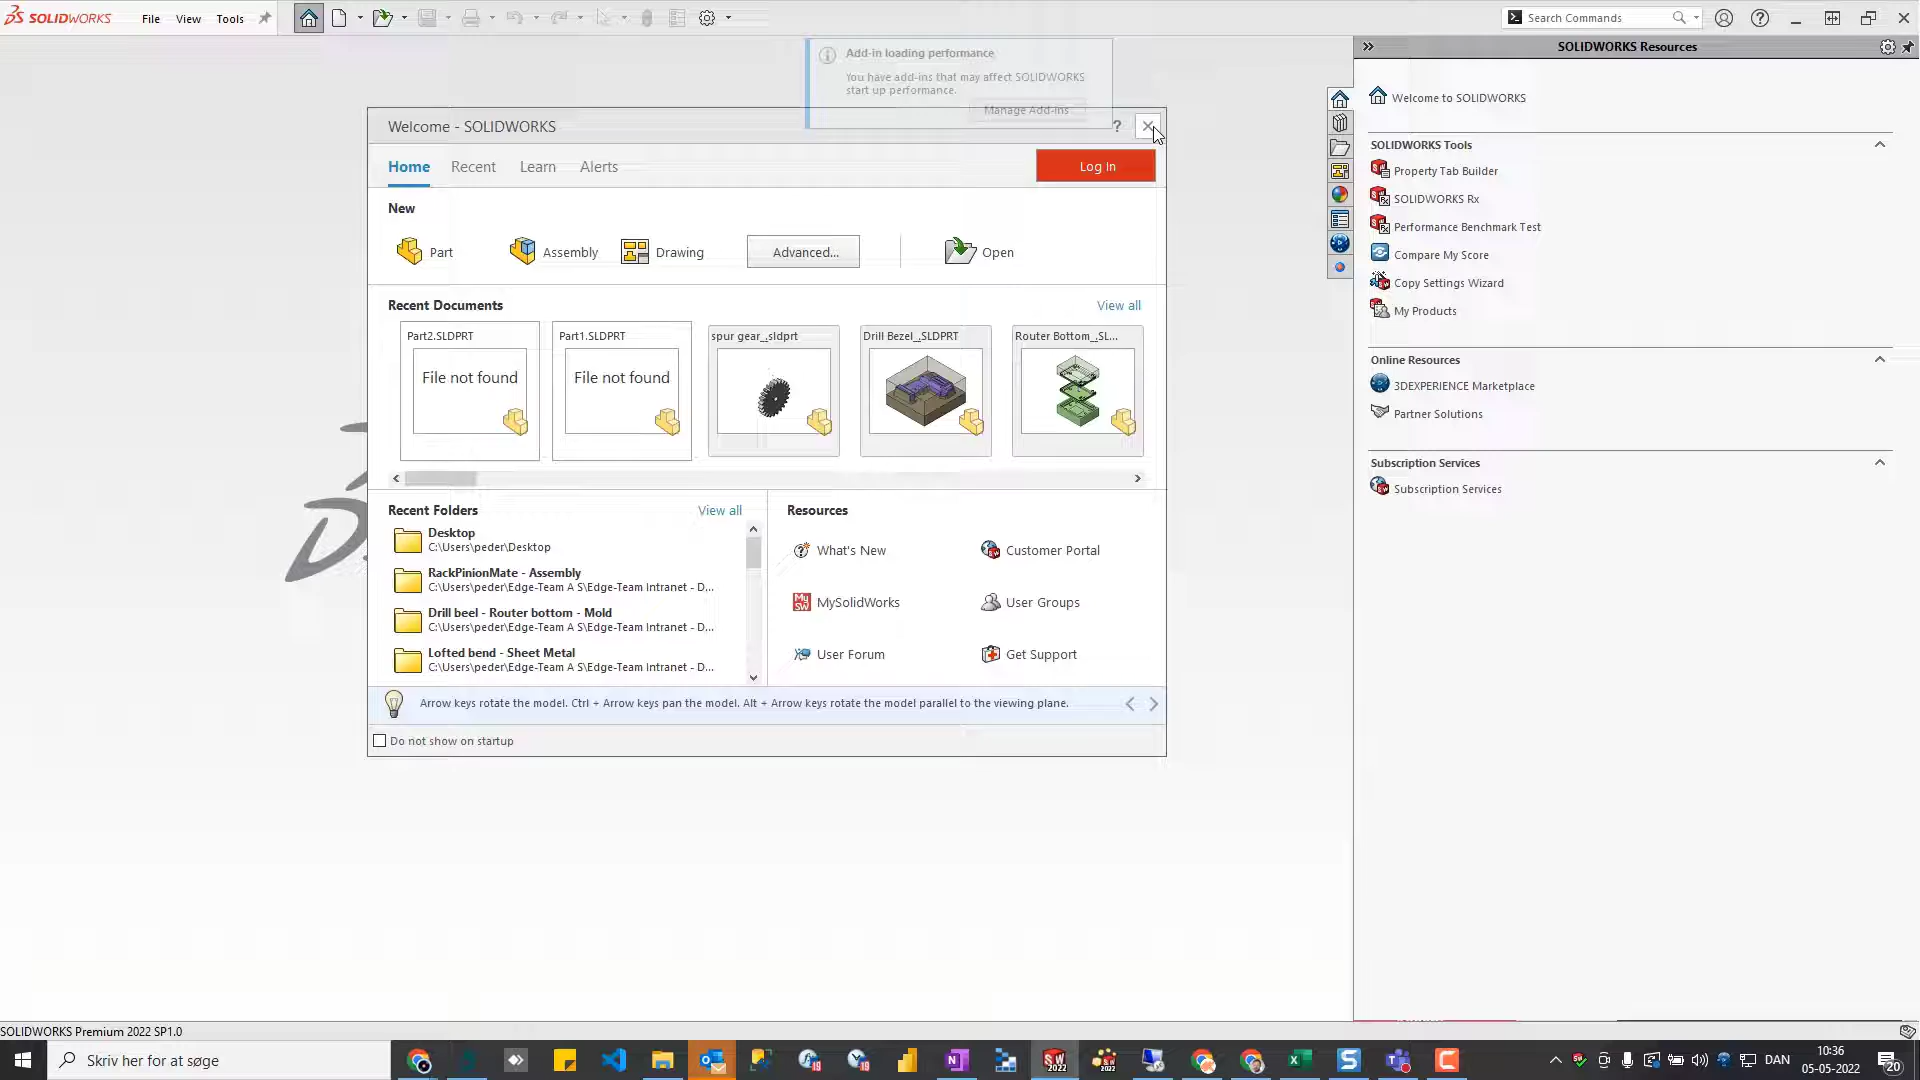 SOLIDWORKS
File View Tools
Search Commands
Add-in loading performance
You have add-ins that may affect SOLIDWORKS
start up performance.
Manage Add-ins
Welcome - SOLIDWORKS
?
Home Recent Learn Alerts
Log In
New
Part Assembly Drawing Advanced... Open
Recent Documents View all
Part2.SLDPRT Part1.SLDPRT spur gear_.sldprt Drill Bezel_.SLDPRT Router Bottom_.SL...
File not found File not found
Recent Folders View all
Desktop
C:\Users\peder\Desktop
RackPinionMate - Assembly
C:\Users\peder\Edge-Team A S\Edge-Team Intranet - D...
Drill beel - Router bottom - Mold
C:\Users\peder\Edge-Team A S\Edge-Team Intranet - D...
Lofted bend - Sheet Metal
C:\Users\peder\Edge-Team A S\Edge-Team Intranet - D...
Resources
What's New Customer Portal
MySolidWorks User Groups
User Forum Get Support
Arrow keys rotate the model. Ctrl + Arrow keys pan the model. Alt + Arrow keys rotate the model parallel to the viewing plane.
Do not show on startup
SOLIDWORKS Resources
Welcome to SOLIDWORKS
SOLIDWORKS Tools
Property Tab Builder
SOLIDWORKS Rx
Performance Benchmark Test
Compare My Score
Copy Settings Wizard
My Products
Online Resources
3DEXPERIENCE Marketplace
Partner Solutions
Subscription Services
Subscription Services
SOLIDWORKS Premium 2022 SP1.0
Skriv her for at søge
DAN
10:36
05-05-2022
20